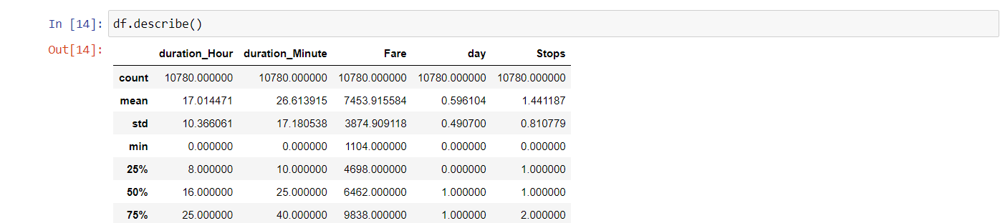 In [14]: df.describe()
Out[14]:
duration_Hour duration_Minute Fare day Stops
count 10780.000000 10780.000000 10780.000000 10780.000000 10780.000000
mean 17.014471 26.613915 7453.915584 0.596104 1.441187
std 10.366061 17.180538 3874.909118 0.490700 0.810779
min 0.000000 0.000000 1104.000000 0.000000 0.000000
25% 8.000000 10.000000 4698.000000 0.000000 1.000000
50% 16.000000 25.000000 6462.000000 1.000000 1.000000
75% 25.000000 40.000000 9838.000000 1.000000 2.000000